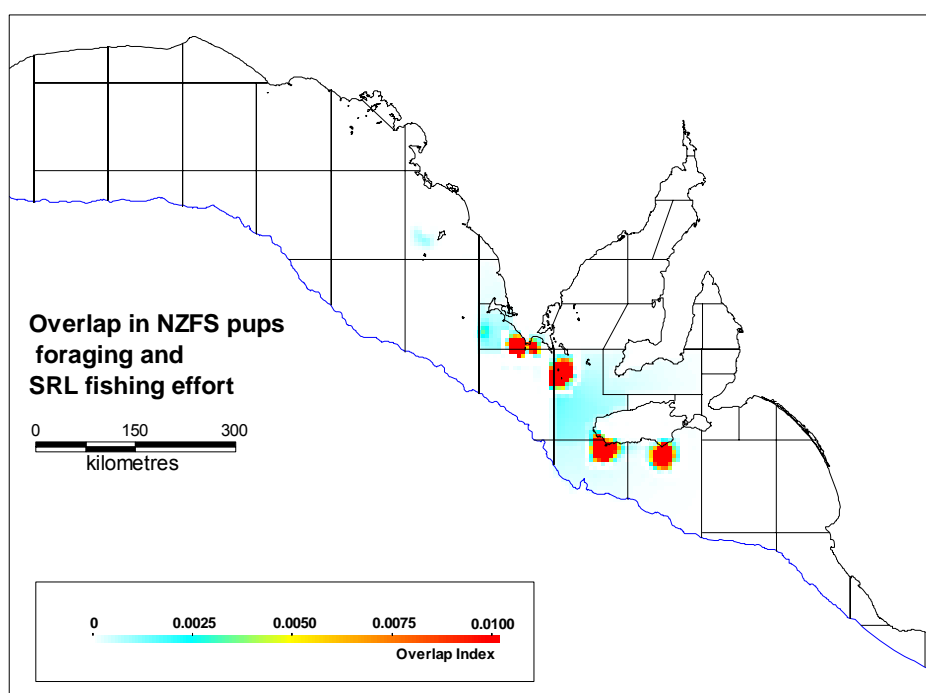 Overlap in NZFS pups
foraging and
SRL fishing effort
0 150 300
kilometres
0 0.0025 0.0050 0.0075 0.0100
Overlap Index